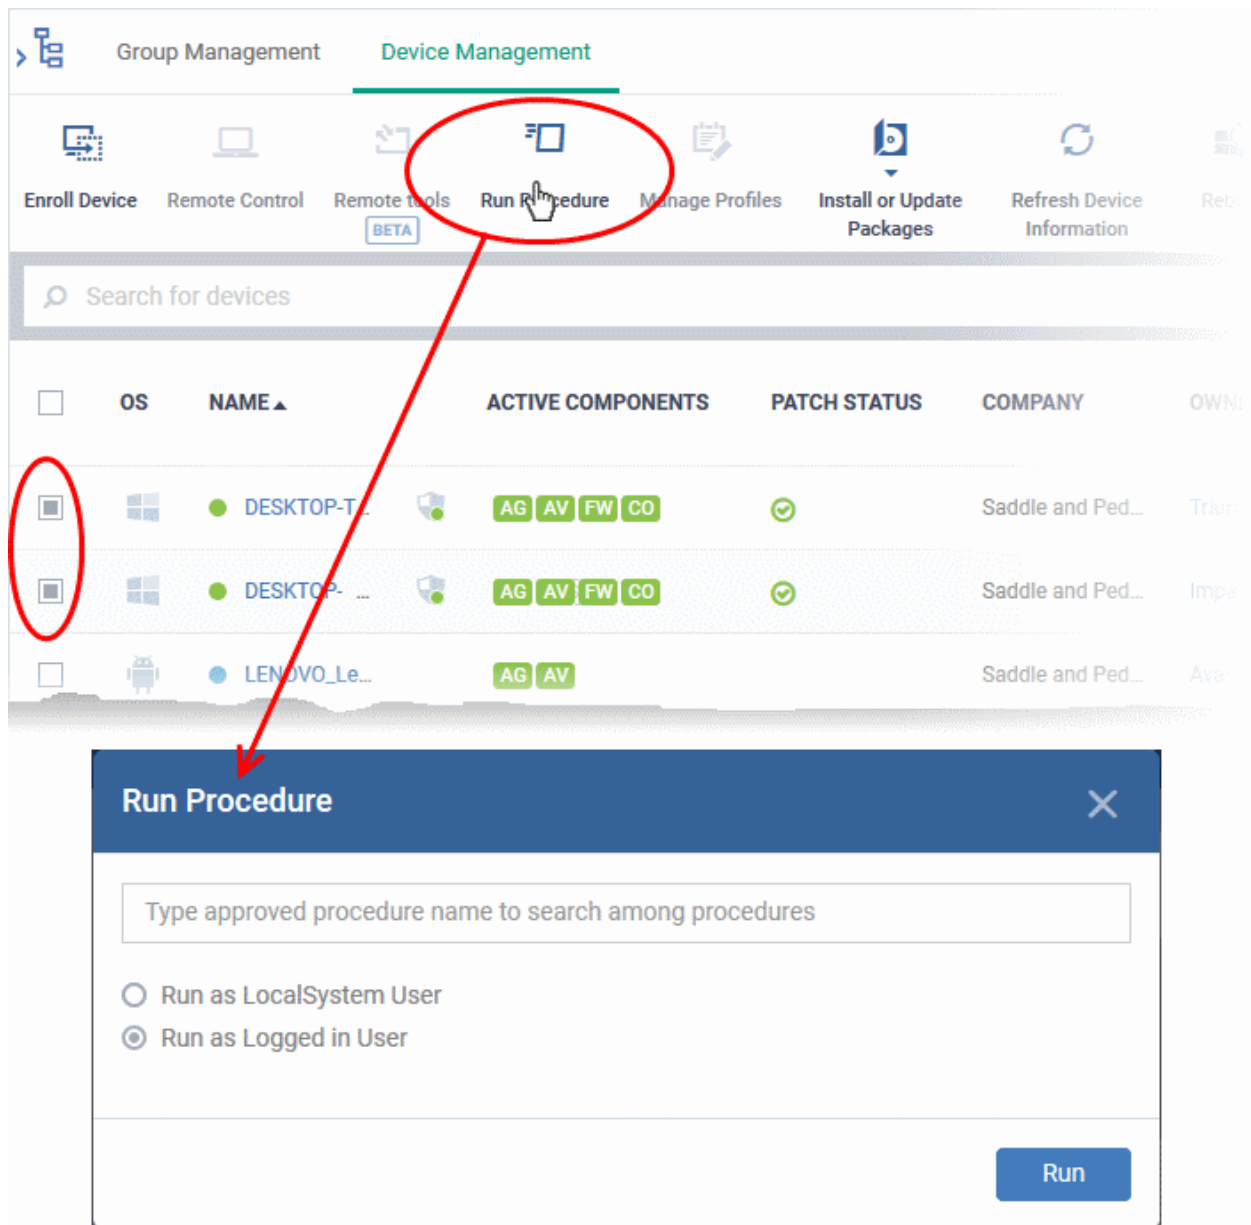 Group Management
Device Management
Enroll Device
Remote Control
Remote tools
BETA
Run Procedure
Manage Profiles
Install or Update
Packages
Refresh Device
Information
Search for devices
OS
NAME
ACTIVE COMPONENTS
PATCH STATUS
COMPANY
DESKTOP-T...
AG AV FW CO
Saddle and Ped...
DESKTOP- ...
AG AV FW CO
Saddle and Ped...
LENOVO_Le...
AG AV
Saddle and Ped...
Run Procedure
Type approved procedure name to search among procedures
Run as LocalSystem User
Run as Logged in User
Run